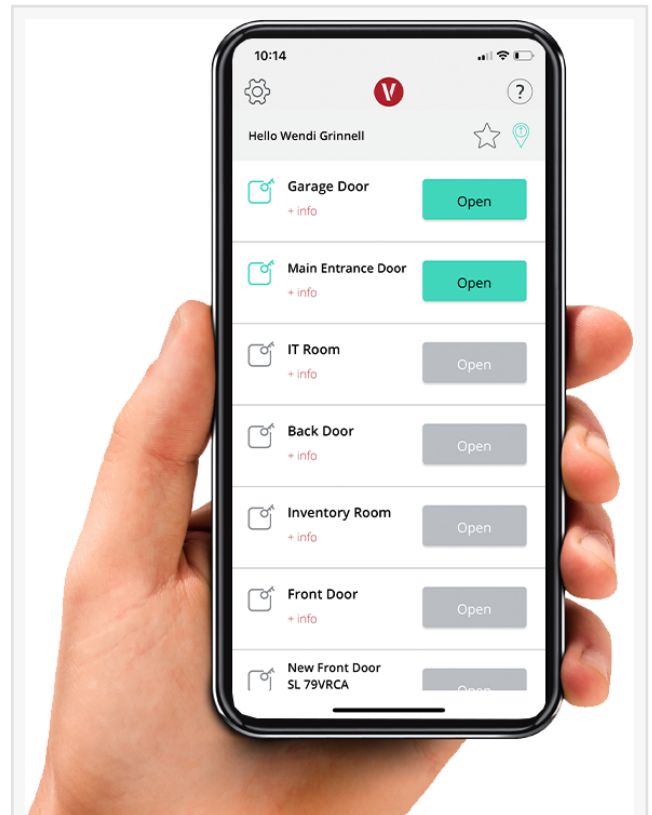 10:14
V
?
Hello Wendi Grinnell
Garage Door
+ info
Open
Main Entrance Door
+ info
Open
IT Room
+ info
Open
Back Door
+ info
Open
Inventory Room
+ info
Open
Front Door
+ info
Open
New Front Door
SL 79VRCA
Open